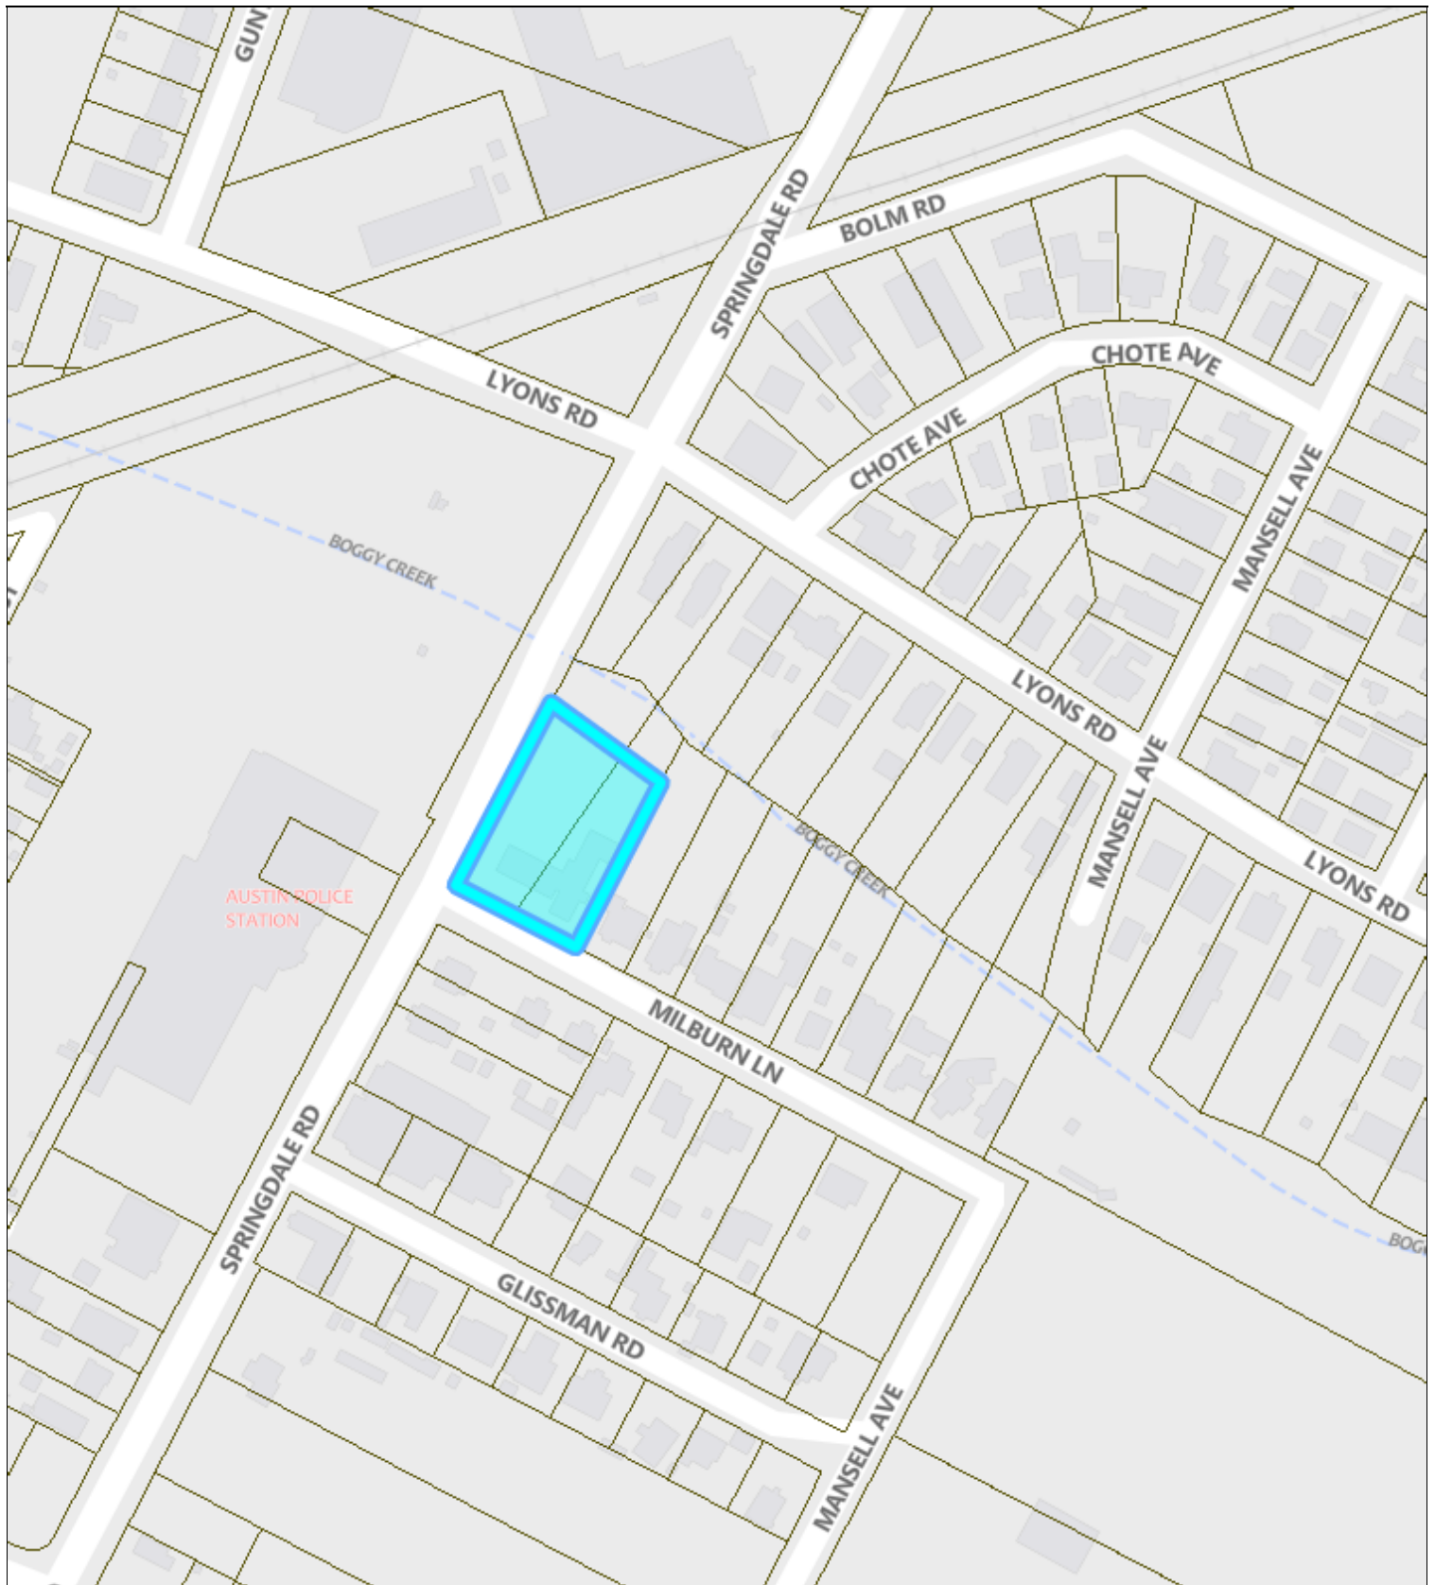 GUN
SPRINGDALE RD
BOLM RD
LYONS RD
CHOTE AVE
CHOTE AVE
MANSELL AVE
BOGGY CREEK
LYONS RD
MANSELL AVE
BOGGY CREEK
LYONS RD
AUSTIN POLICE
STATION
MILBURN LN
SPRINGDALE RD
BOGG
GLISSMAN RD
MANSELL AVE